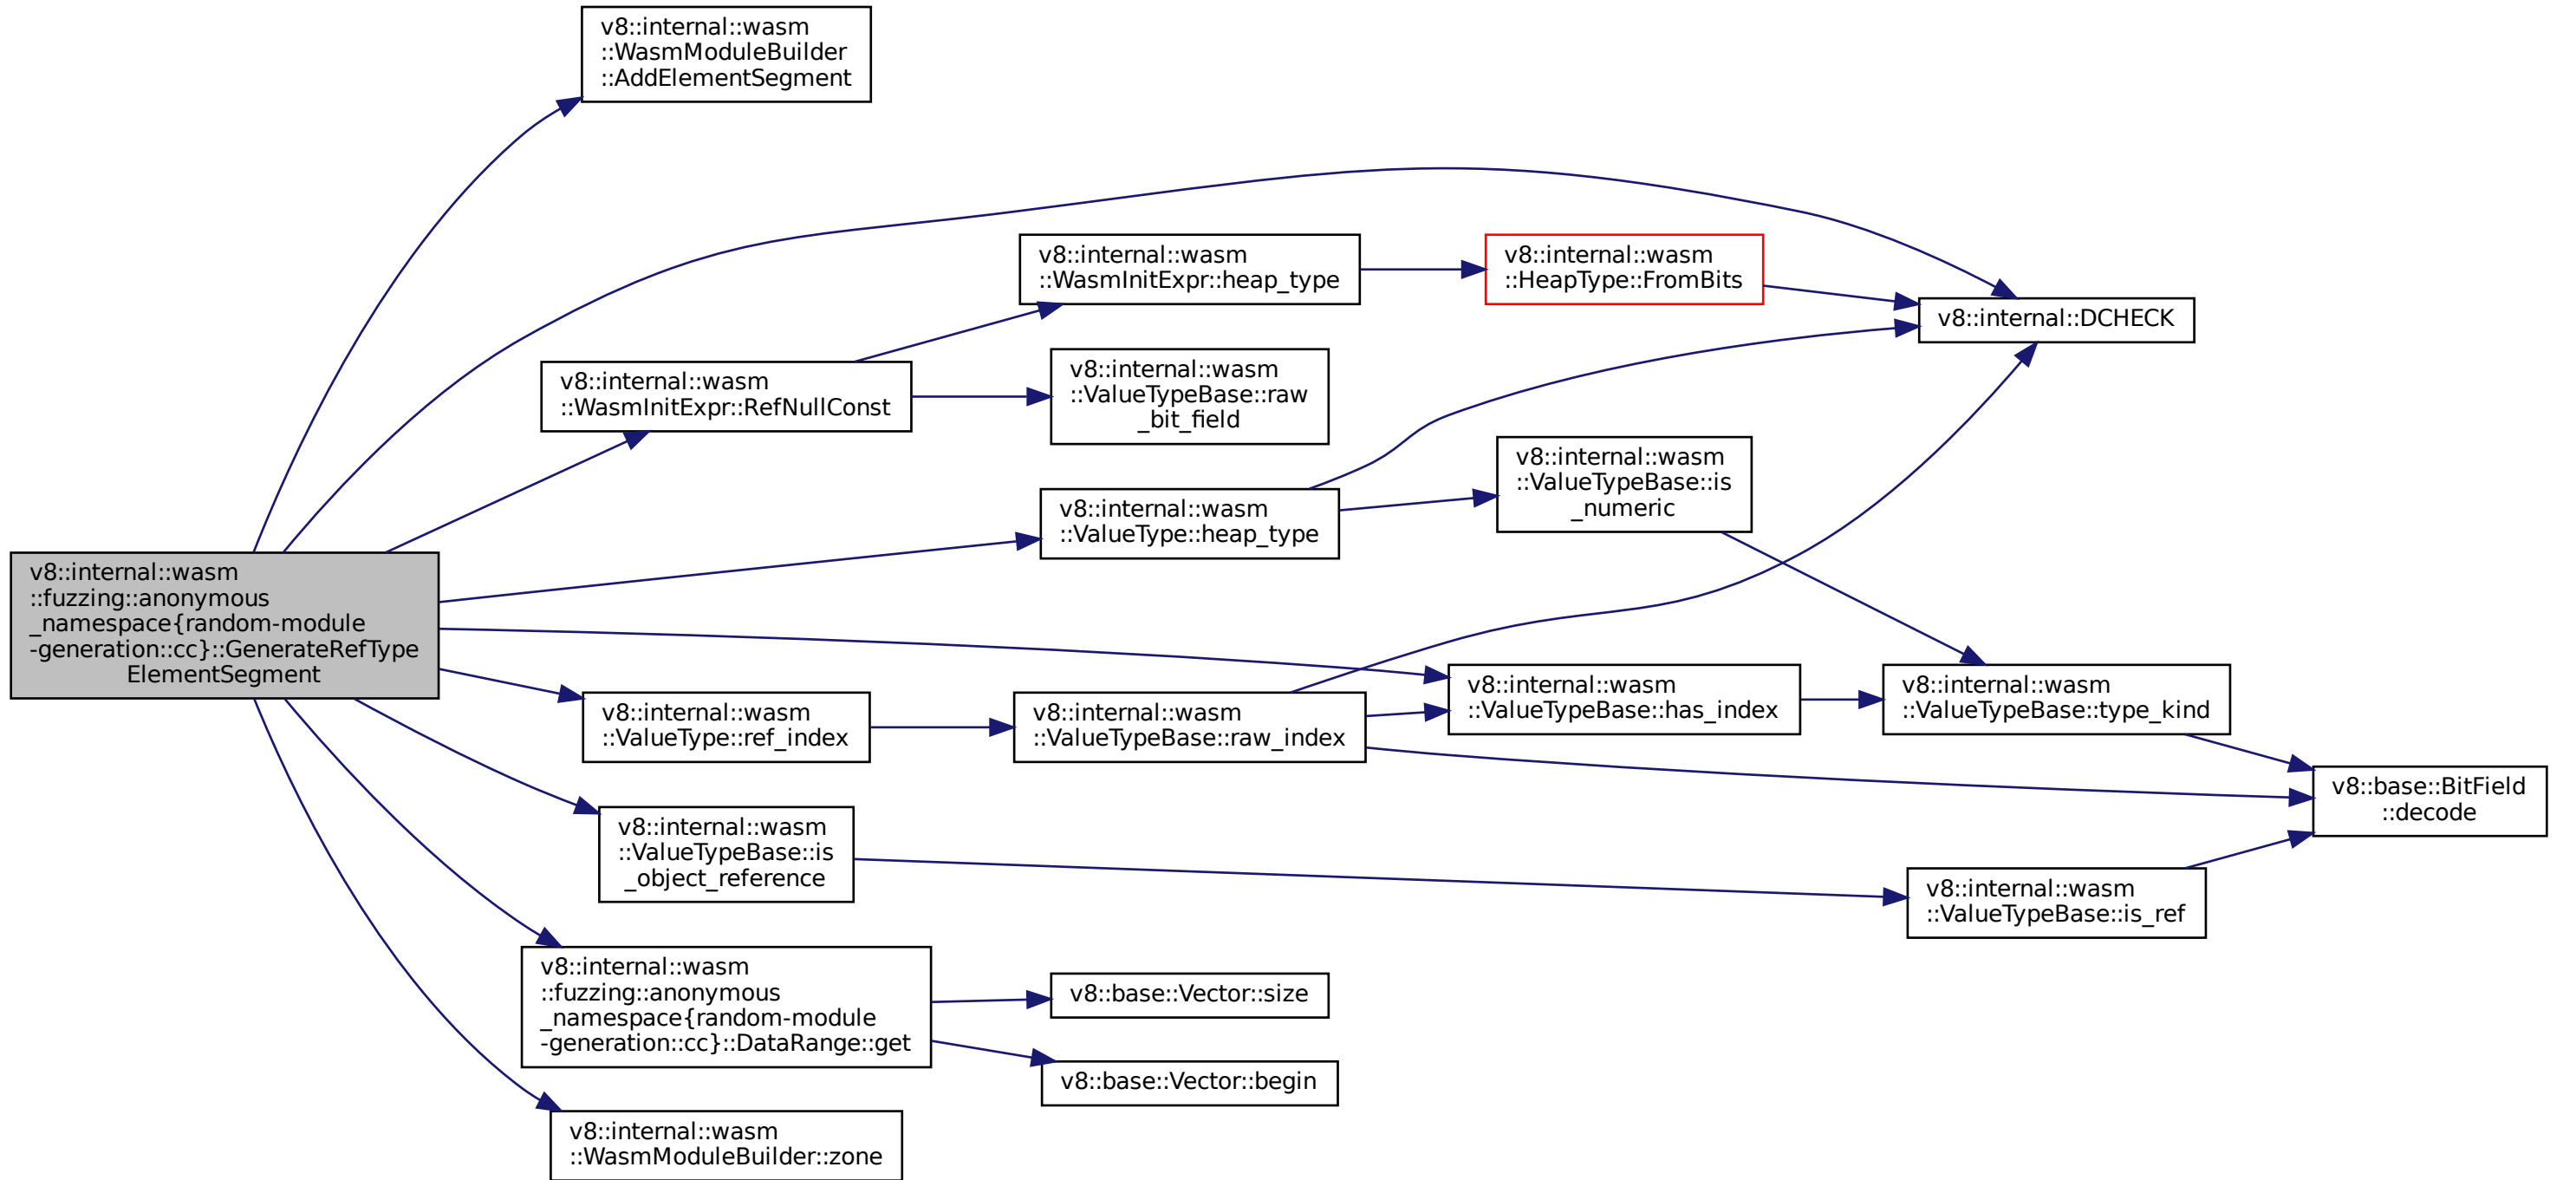 v8::internal::wasm
::WasmModuleBuilder
::AddElementSegment
v8::internal::wasm
::WasmInitExpr::heap_type
v8::internal::wasm
::HeapType::FromBits
v8::internal::DCHECK
v8::internal::wasm
::WasmInitExpr::RefNullConst
v8::internal::wasm
::ValueTypeBase::raw
_bit_field
v8::internal::wasm
::ValueTypeBase::is
_numeric
v8::internal::wasm
::ValueType::heap_type
v8::internal::wasm
::fuzzing::anonymous
_namespace{random-module
-generation::cc}::GenerateRefType
ElementSegment
v8::internal::wasm
::ValueType::ref_index
v8::internal::wasm
::ValueTypeBase::raw_index
v8::internal::wasm
::ValueTypeBase::has_index
v8::internal::wasm
::ValueTypeBase::type_kind
v8::base::BitField
::decode
v8::internal::wasm
::ValueTypeBase::is
_object_reference
v8::internal::wasm
::ValueTypeBase::is_ref
v8::internal::wasm
::fuzzing::anonymous
_namespace{random-module
-generation::cc}::DataRange::get
v8::base::Vector::size
v8::base::Vector::begin
v8::internal::wasm
::WasmModuleBuilder::zone